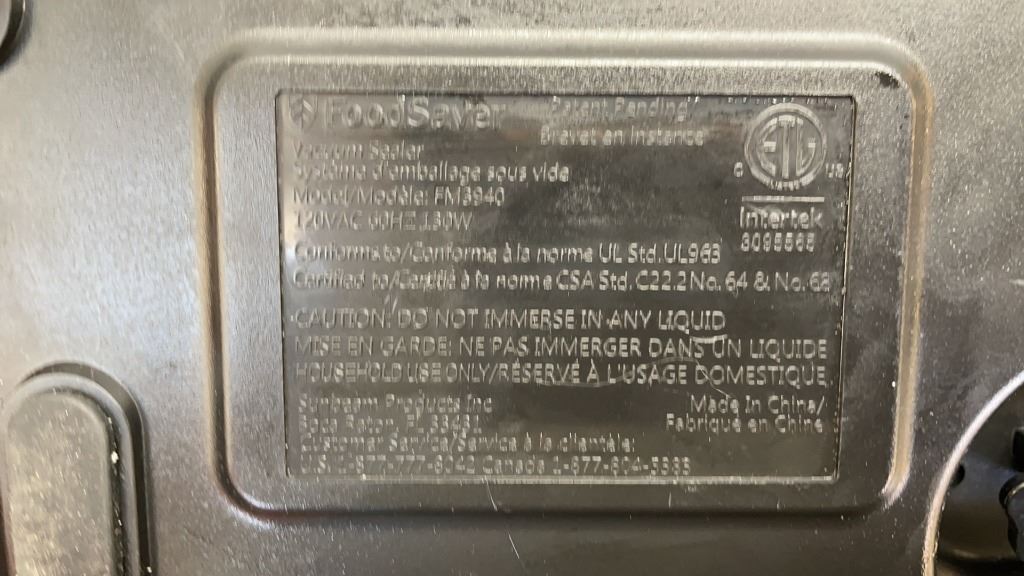 FoodSaver
Patent Pending
Brevet en Instance
Vacuum Sealer
Système d'emballage sous vide
Model/Modèle:
120VAC 60HZ 130W
ETL
C US
Intertek
Conforms to/Conforme à la norme UL Std. UL963
Certified to/Certifié à la norme CSA Std. C22.2 No. 64 & No. 68
CAUTION: DO NOT IMMERSE IN ANY LIQUID
MISE EN GARDE: NE PAS IMMERGER DANS UN LIQUIDE
HOUSEHOLD USE ONLY/RÉSERVÉ À L'USAGE DOMESTIQUE
Sunbeam Products Inc
Boca Raton, FL
Made In China/
Fabriqué en Chine
Customer Service/Service à la clientèle:
Canada